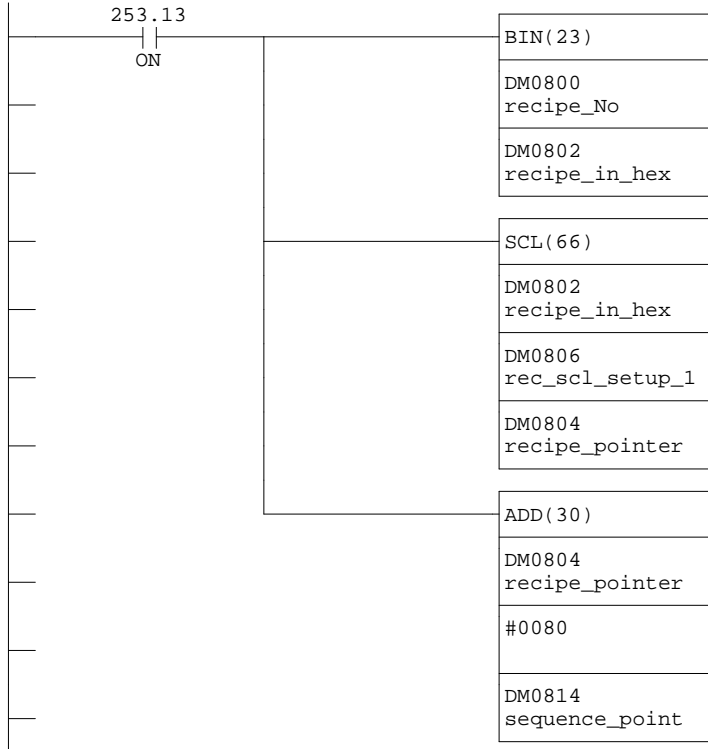 253.13
ON
BIN(23)
DM0800
recipe_No
DM0802
recipe_in_hex
SCL(66)
DM0802
recipe_in_hex
DM0806
rec_scl_setup_1
DM0804
recipe_pointer
ADD(30)
DM0804
recipe_pointer
#0080
DM0814
sequence_point